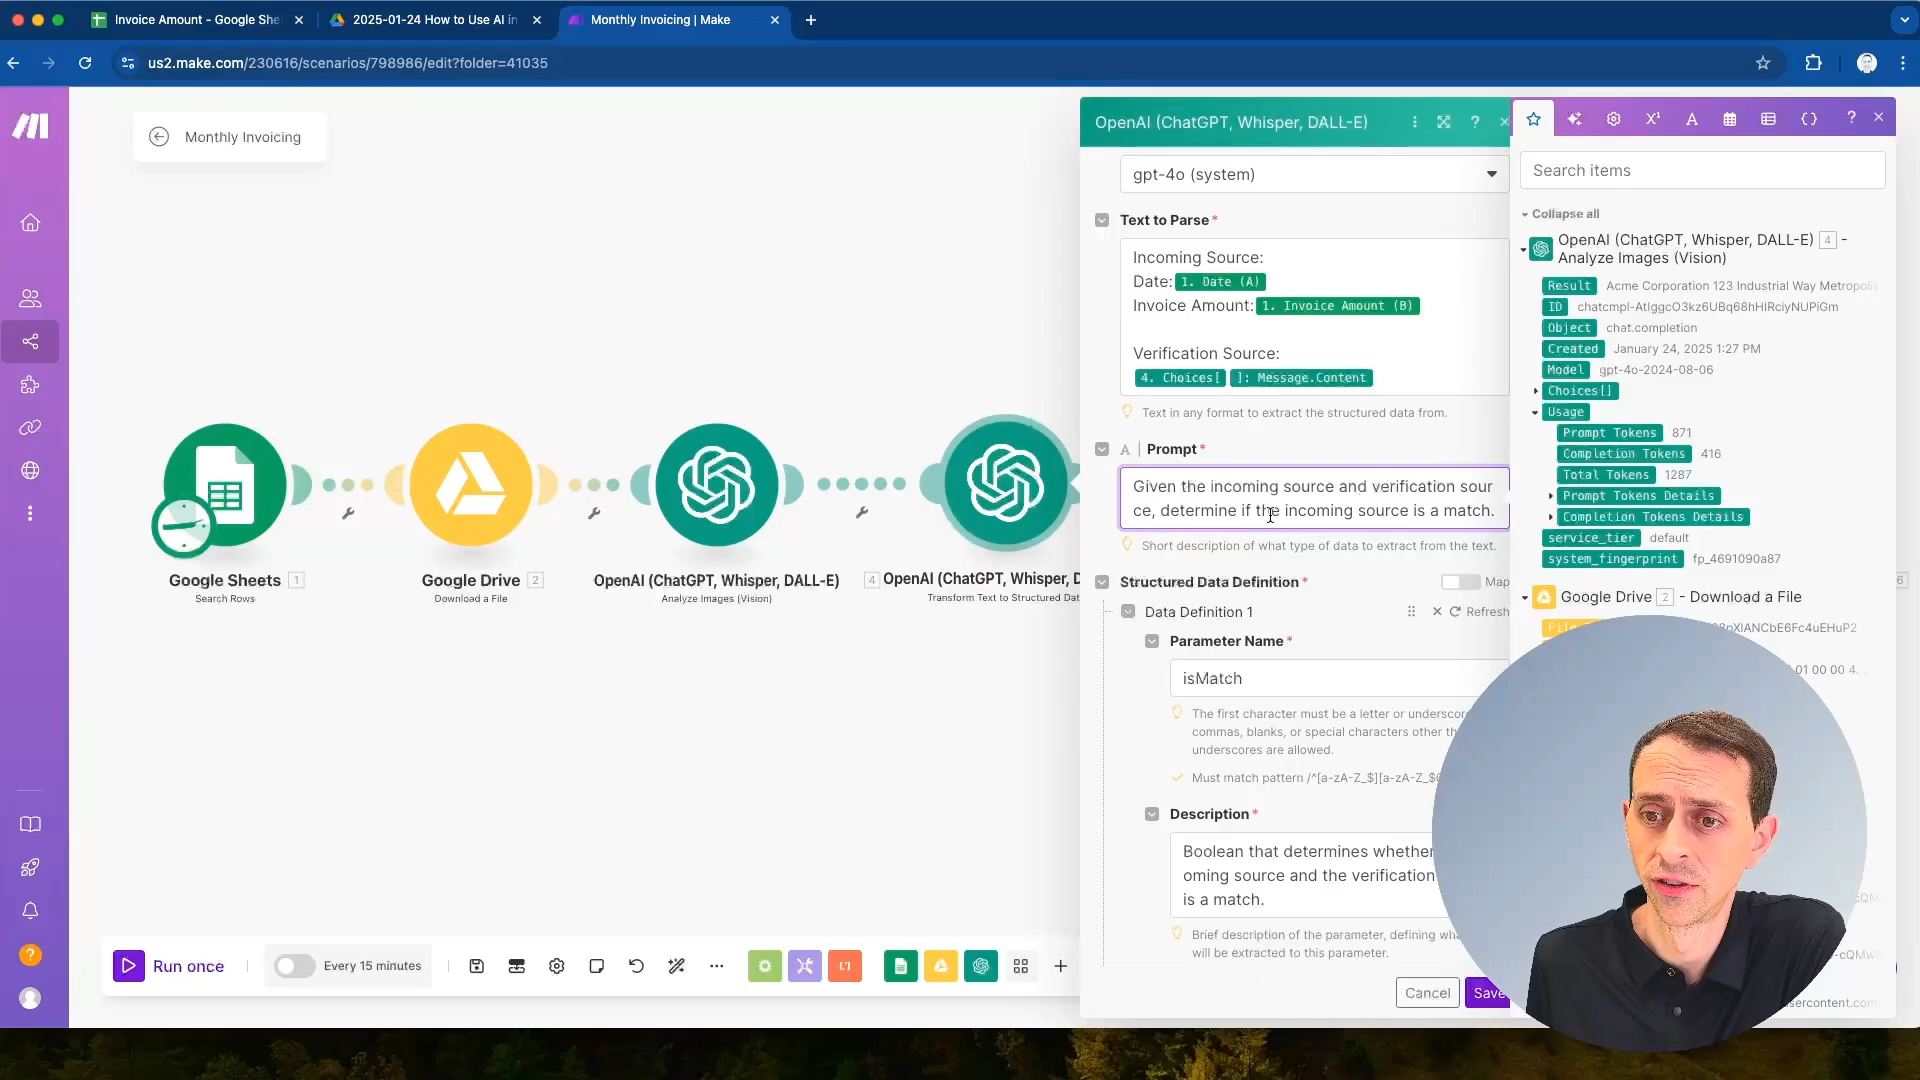 Invoice Amount - Google She
2025-01-24 How to Use AI in
Monthly Invoicing | Make
us2.make.com/230616/scenarios/798986/edit?folder=41035
Monthly Invoicing
Google Sheets 1
Search Rows
Google Drive 2
Download a File
OpenAI (ChatGPT, Whisper, DALL-E) 4
Analyze Images (Vision)
OpenAI (ChatGPT, Whisper, D
Transform Text to Structured Dat
Run once
Every 15 minutes
OpenAI (ChatGPT, Whisper, DALL-E)
gpt-4o (system)
Text to Parse*
Incoming Source:
Date: 1. Date (A)
Invoice Amount: 1. Invoice Amount (B)
Verification Source:
4. Choices[ ]: Message.Content
Text in any format to extract the structured data from.
A Prompt*
Given the incoming source and verification sour
ce, determine if the incoming source is a match.
Short description of what type of data to extract from the text.
Structured Data Definition*
Map
Data Definition 1
Refresh
Parameter Name*
isMatch
The first character must be a letter or underscor
commas, blanks, or special characters other th
underscores are allowed.
Must match pattern /^[a-zA-Z_$][a-zA-Z_$
Description*
Boolean that determines whether
oming source and the verification
is a match.
Brief description of the parameter, defining wh
will be extracted to this parameter.
Cancel
Save
Search items
Collapse all
OpenAI (ChatGPT, Whisper, DALL-E) 4 -
Analyze Images (Vision)
Result Acme Corporation 123 Industrial Way Metropolis
ID chatcmpl-AtIggcO3kz6UBq68hHIRciyNUPiGm
Object chat.completion
Created January 24, 2025 1:27 PM
Model gpt-4o-2024-08-06
Choices[]
Usage
Prompt Tokens 871
Completion Tokens 416
Total Tokens 1287
Prompt Tokens Details
Completion Tokens Details
service_tier default
system_fingerprint fp_4691090a87
Google Drive 2 - Download a File
6